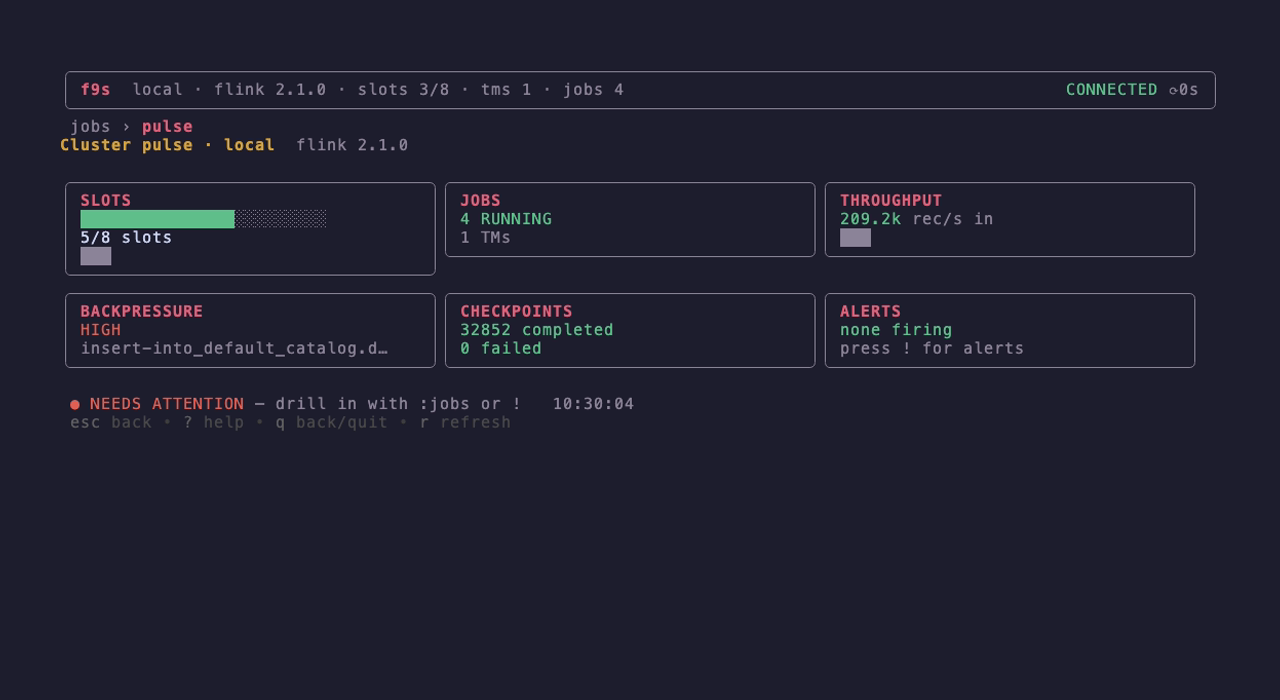 f9s local · flink 2.1.0 · slots 3/8 · tms 1 · jobs 4 CONNECTED ⟳0s
jobs › pulse
Cluster pulse · local flink 2.1.0
SLOTS
5/8 slots
JOBS
4 RUNNING
1 TMs
THROUGHPUT
209.2k rec/s in
BACKPRESSURE
HIGH
insert-into_default_catalog.d…
CHECKPOINTS
32852 completed
0 failed
ALERTS
none firing
press ! for alerts
● NEEDS ATTENTION — drill in with :jobs or ! 10:30:04
esc back • ? help • q back/quit • r refresh